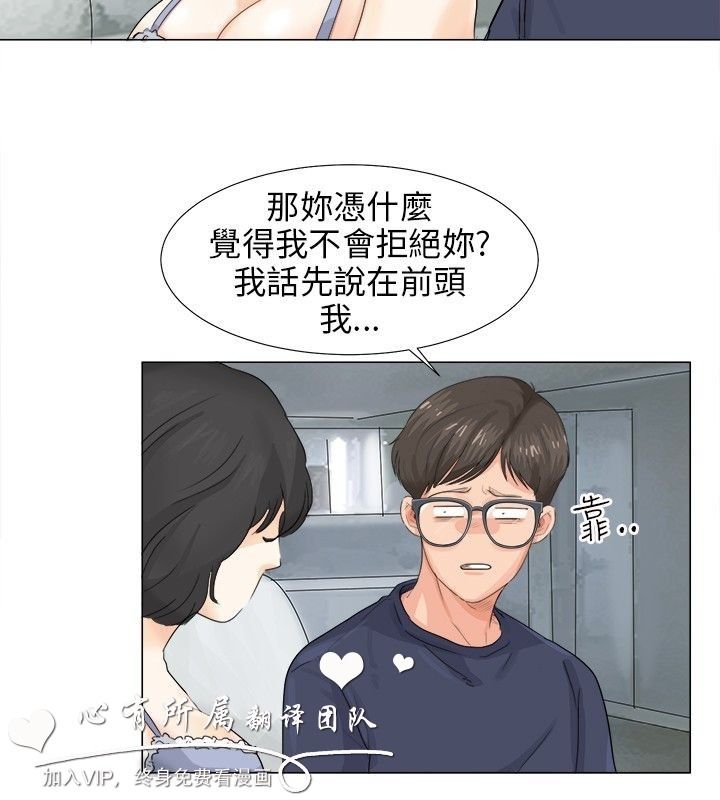 那妳憑什麼
覺得我不會拒絕妳?
我話先說在前頭
我...
靠..
心有所属翻译团队
加入VIP，终身免费看漫画